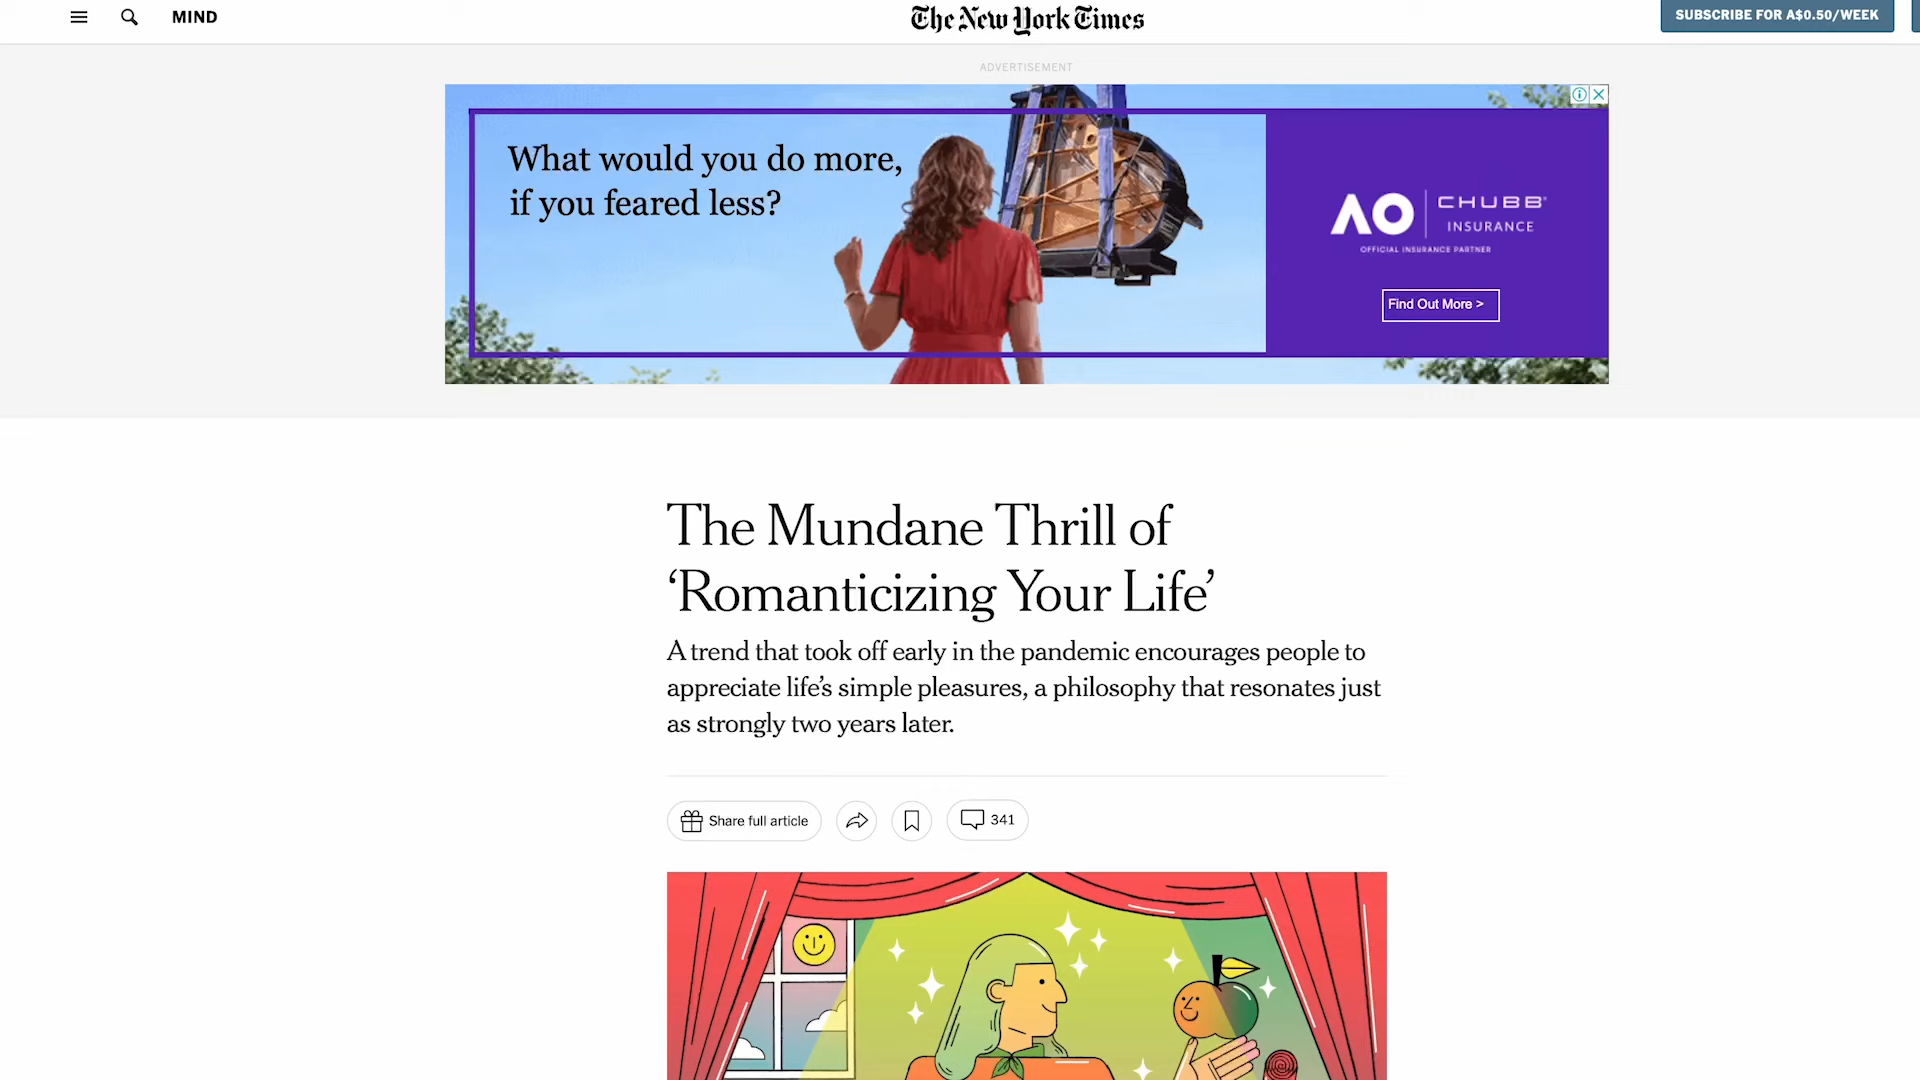 MIND
The New York Times
SUBSCRIBE FOR A$0.50/WEEK
ADVERTISEMENT
What would you do more,
if you feared less?
AO
CHUBB®
INSURANCE
OFFICIAL INSURANCE PARTNER
Find Out More >
The Mundane Thrill of
‘Romanticizing Your Life’
A trend that took off early in the pandemic encourages people to
appreciate life’s simple pleasures, a philosophy that resonates just
as strongly two years later.
Share full article
341